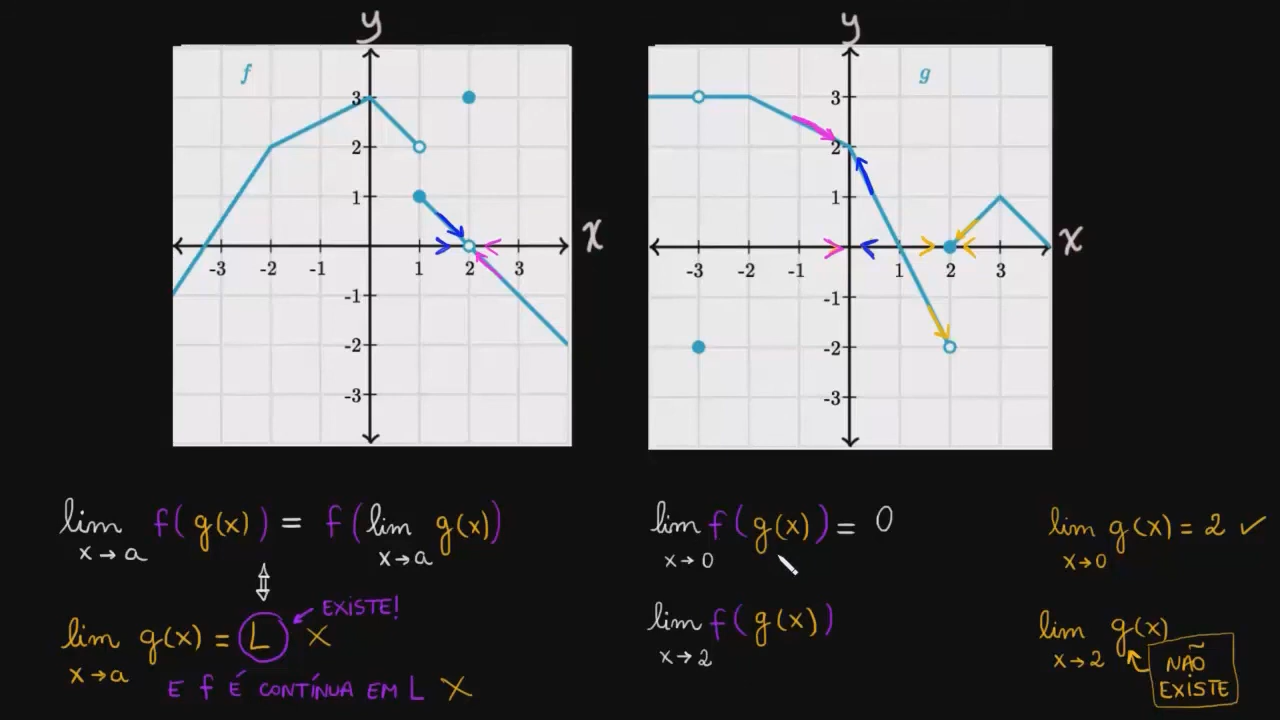 y
f
3
2
1
-3 -2 -1 1 2 3
-1
-2
-3
x
y
g
3
2
1
-3 -2 -1 1 2 3
-1
-2
-3
x
lim x→a f(g(x)) = f(lim x→a g(x))
⇕
EXISTE!
lim x→a g(x) = L X
E f É CONTÍNUA EM L X
lim x→0 f(g(x)) = 0
lim x→2 f(g(x))
lim x→0 g(x) = 2 ✓
lim x→2 g(x)
NÃO
EXISTE